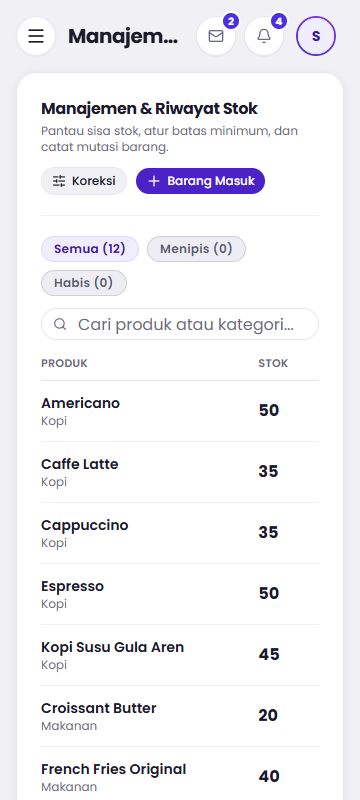 Manajem...
2
4
S
Manajemen & Riwayat Stok
Pantau sisa stok, atur batas minimum, dan
catat mutasi barang.
Koreksi
Barang Masuk
Semua (12)
Menipis (0)
Habis (0)
Cari produk atau kategori...
PRODUK STOK
Americano
Kopi
50
Caffe Latte
Kopi
35
Cappuccino
Kopi
35
Espresso
Kopi
50
Kopi Susu Gula Aren
Kopi
45
Croissant Butter
Makanan
20
French Fries Original
Makanan
40